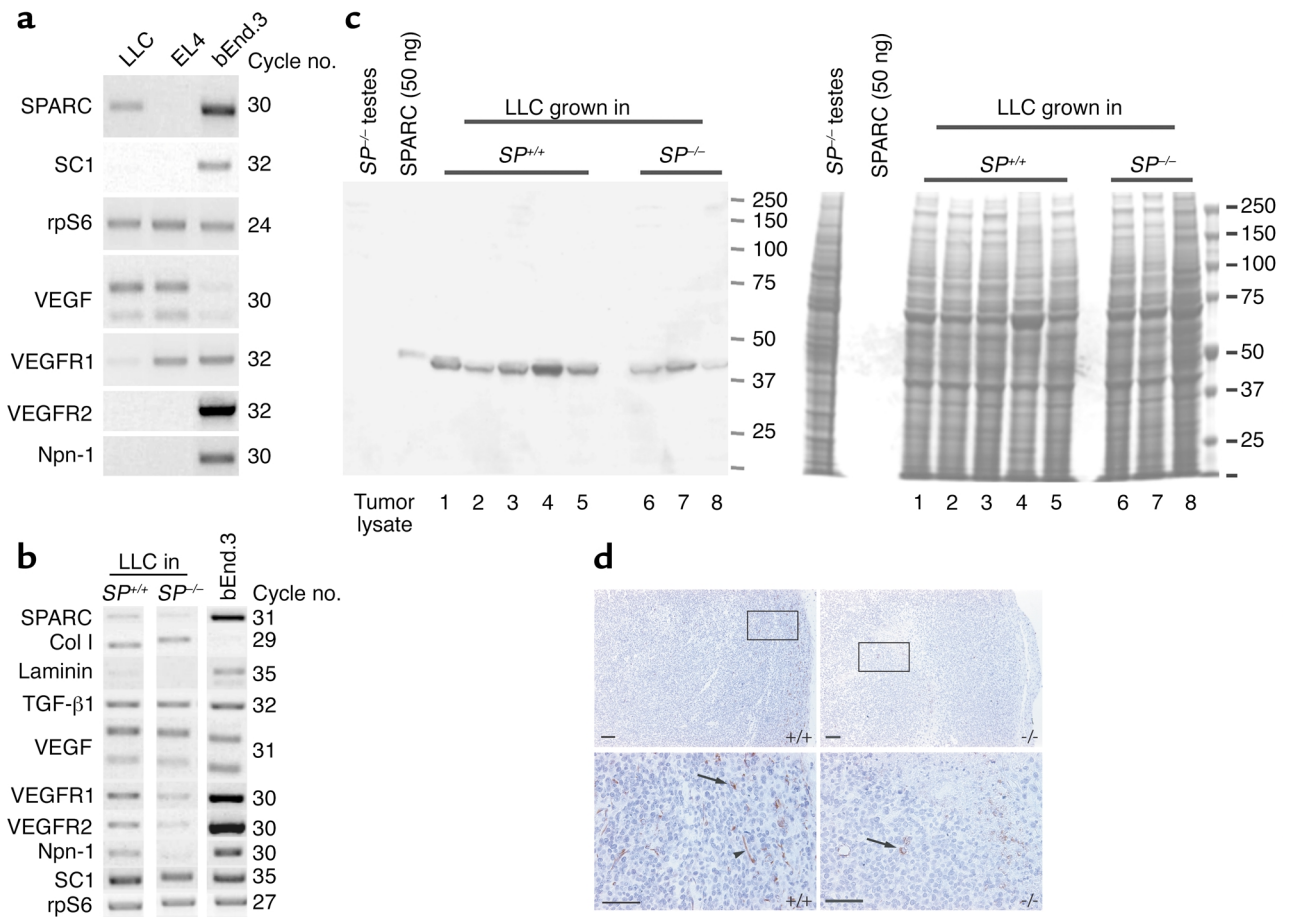 a
LLC
EL4
bEnd.3
Cycle no.
SPARC 30
SC1 32
rpS6 24
VEGF 30
VEGFR1 32
VEGFR2 32
Npn-1 30
b
LLC in
SP+/+ SP–/–
bEnd.3
Cycle no.
SPARC 31
Col I 29
Laminin 35
TGF-β1 32
VEGF 31
VEGFR1 30
VEGFR2 30
Npn-1 30
SC1 35
rpS6 27
c
SP–/– testes
SPARC (50 ng)
LLC grown in
SP+/+ SP–/–
250
150
100
75
50
37
25
Tumor
lysate
1 2 3 4 5 6 7 8
SP–/– testes
SPARC (50 ng)
LLC grown in
SP+/+ SP–/–
250
150
100
75
50
37
25
1 2 3 4 5 6 7 8
d
+/+ -/-
+/+ -/-